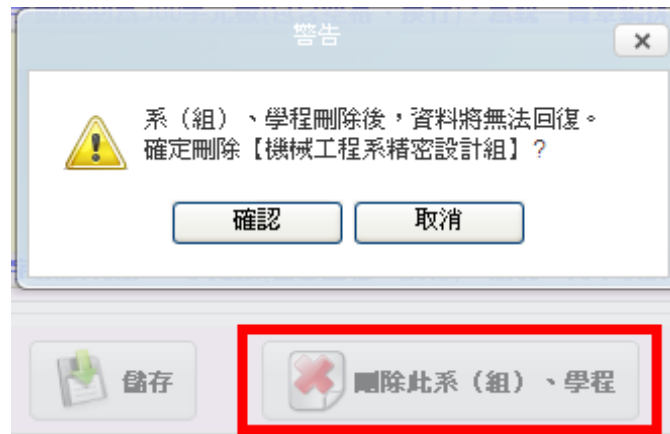 警告
系（組）、學程刪除後，資料將無法回復。
確定刪除【機械工程系精密設計組】？
確認
取消
儲存
刪除此系（組）、學程